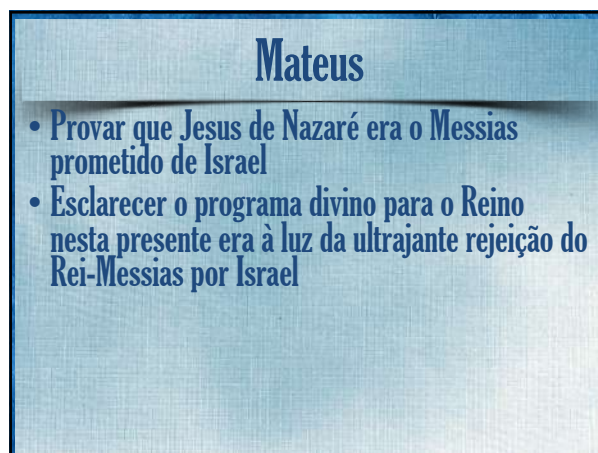 Mateus
• Provar que Jesus de Nazaré era o Messias
prometido de Israel
• Esclarecer o programa divino para o Reino
nesta presente era à luz da ultrajante rejeição do
Rei-Messias por Israel